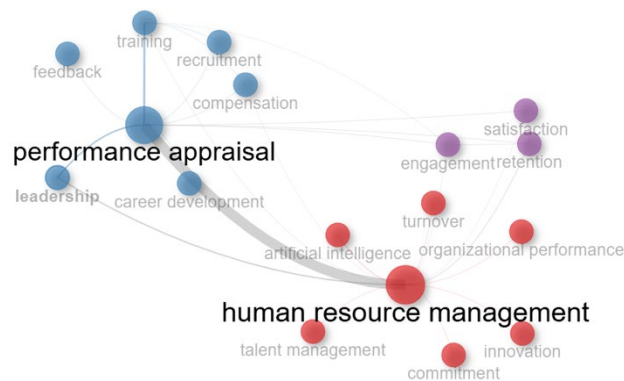 training
recruitment
feedback
compensation
satisfaction
performance appraisal
engagement
retention
leadership
career development
turnover
artificial intelligence
organizational performance
human resource management
talent management
innovation
commitment